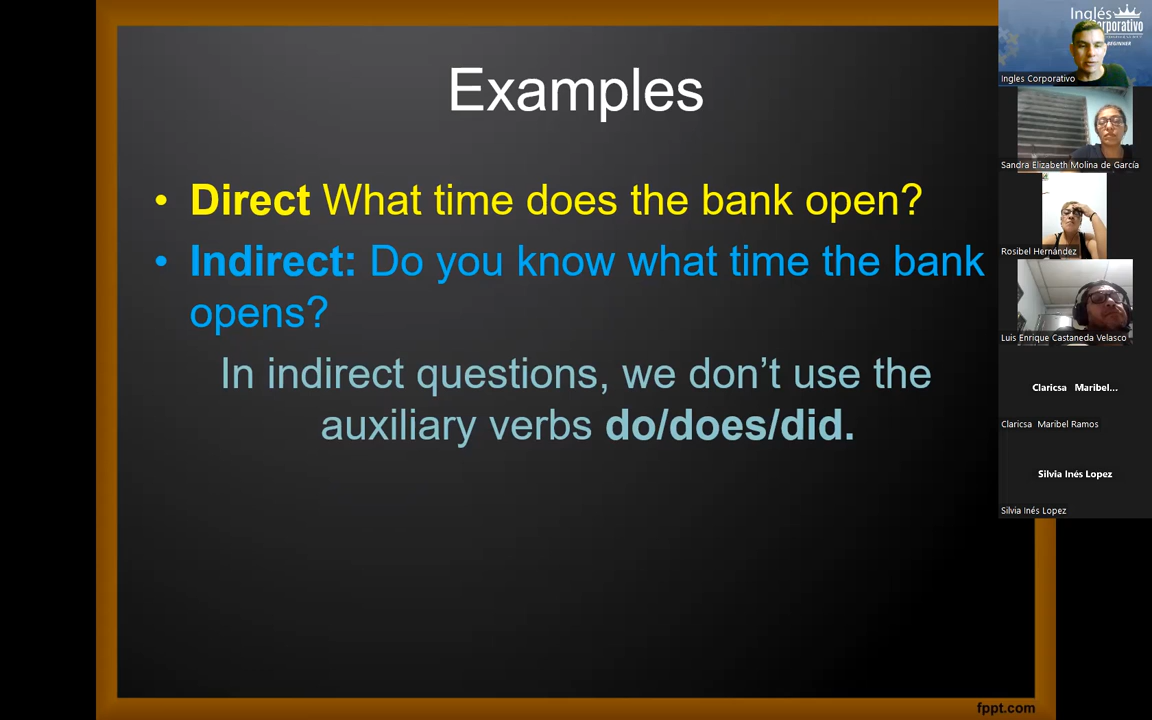 Examples
• Direct What time does the bank open?
• Indirect: Do you know what time the bank
opens?
In indirect questions, we don’t use the
auxiliary verbs do/does/did.
fppt.com
Inglés
Corporativo
BEGINNER
Ingles Corporativo
Sandra Elizabeth Molina de García
Rosibel Hernández
Luis Enrique Castaneda Velasco
Claricsa Maribel...
Claricsa Maribel Ramos
Silvia Inés Lopez
Silvia Inés Lopez